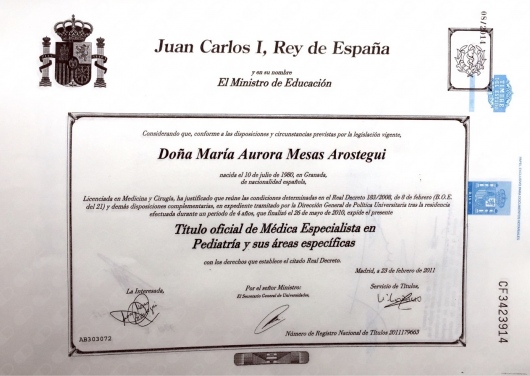 08/2011
Juan Carlos I, Rey de España
y en su nombre
El Ministro de Educación
Considerando que, conforme a las disposiciones y circunstancias previstas por la legislación vigente,
Doña María Aurora Mesas Arostegui
nacida el 10 de julio de 1980, en Granada,
de nacionalidad española,
Licenciada en Medicina y Cirugía, ha justificado que reúne las condiciones determinadas en el Real Decreto 183/2008, de 8 de febrero (B.O.E.
del 21) y demás disposiciones complementarias, en expediente tramitado por la Dirección General de Política Universitaria tras la residencia
efectuada durante un periodo de 4 años, que finalizó el 26 de mayo de 2010, expide el presente
Título oficial de Médica Especialista en
Pediatría y sus áreas específicas
con los derechos que establece el citado Real Decreto.
Madrid, a 23 de febrero de 2011
La Interesada,
Por el señor Ministro:
El Secretario General de Universidades,
Servicio de Títulos,
Número de Registro Nacional de Títulos 2011179663
AB303072
CF3423914